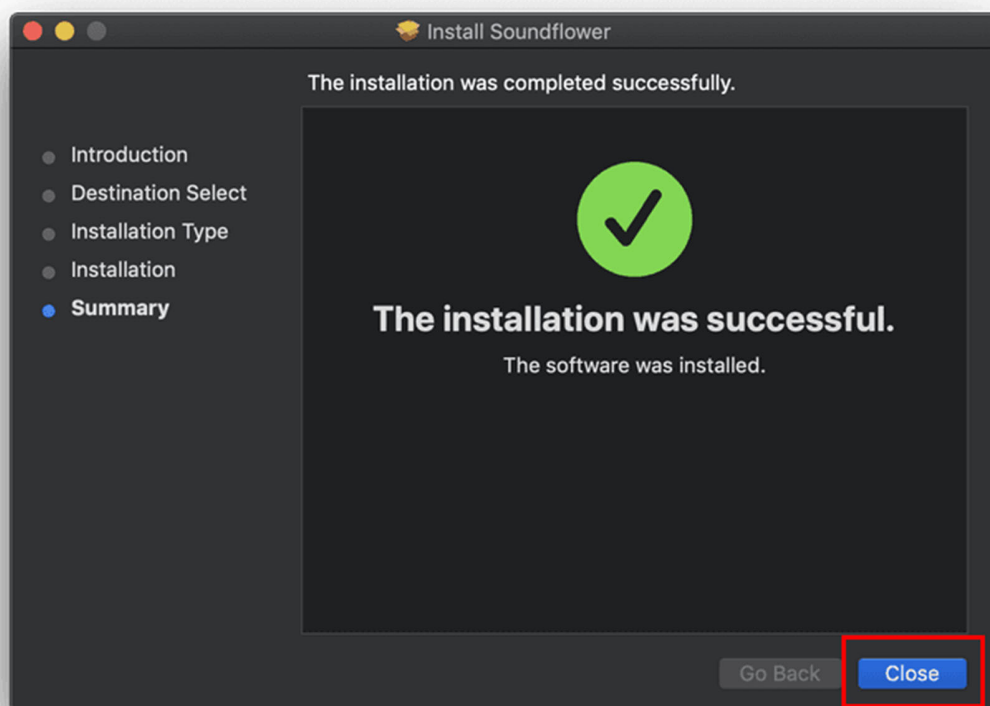 Install Soundflower
The installation was completed successfully.
Introduction
Destination Select
Installation Type
Installation
Summary
The installation was successful.
The software was installed.
Go Back
Close